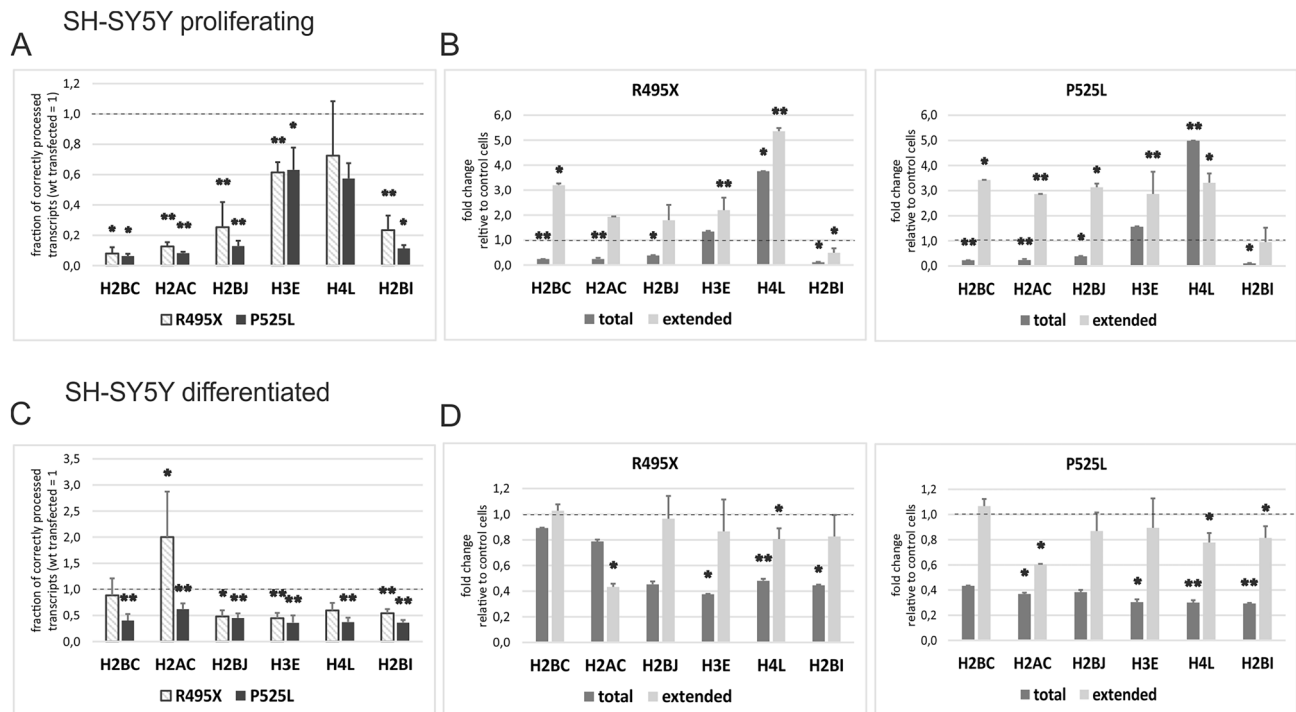 SH-SY5Y proliferating
A
fraction of correctly processed
transcripts (wt transfected = 1)
1,2
1,0
0,8
0,6
0,4
0,2
0,0
* * ** ** ** ** ** * ** *
H2BC H2AC H2BJ H3E H4L H2BI
R495X P525L
B
R495X
fold change
reltive to control cells
6,0
5,0
4,0
3,0
2,0
1,0
0,0
** * ** * ** * ** * *
H2BC H2AC H2BJ H3E H4L H2BI
total extended
P525L
fold change
relative to control cells
6,0
5,0
4,0
3,0
2,0
1,0
0,0
** * ** ** * * ** ** * *
H2BC H2AC H2BJ H3E H4L H2BI
total extended
SH-SY5Y differentiated
C
fraction of correctly processed
transcripts (wt transfected = 1
3,5
3,0
2,5
2,0
1,5
1,0
0,5
0,0
** * ** * ** ** ** ** ** **
H2BC H2AC H2BJ H3E H4L H2BI
R495X P525L
D
R495X
fold change
relative to control cells
1,2
1,0
0,8
0,6
0,4
0,2
0,0
* * ** * *
H2BC H2AC H2BJ H3E H4L H2BI
total extended
P525L
fold change
relative to control cells
1,2
1,0
0,8
0,6
0,4
0,2
0,0
* * * ** * ** *
H2BC H2AC H2BJ H3E H4L H2BI
total extended